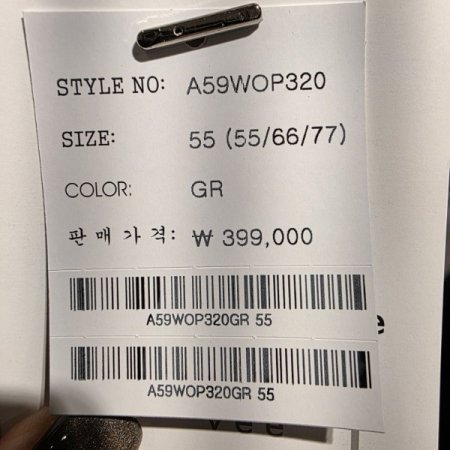 STYLE NO: A59WOP320
SIZE: 55 (55/66/77)
COLOR: GR
판매가격: ₩ 399,000
A59WOP320GR 55
e
A59WOP320GR 55
vee